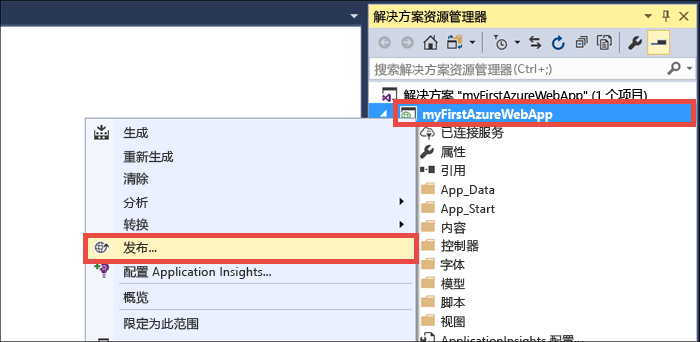 解决方案资源管理器
搜索解决方案资源管理器(Ctrl+;)
解决方案 "myFirstAzureWebApp" (1 个项目)
myFirstAzureWebApp
已连接服务
属性
引用
App_Data
App_Start
内容
控制器
字体
模型
脚本
视图
ApplicationInsights 配置...
生成
重新生成
清除
分析
转换
发布...
配置 Application Insights...
概览
限定为此范围